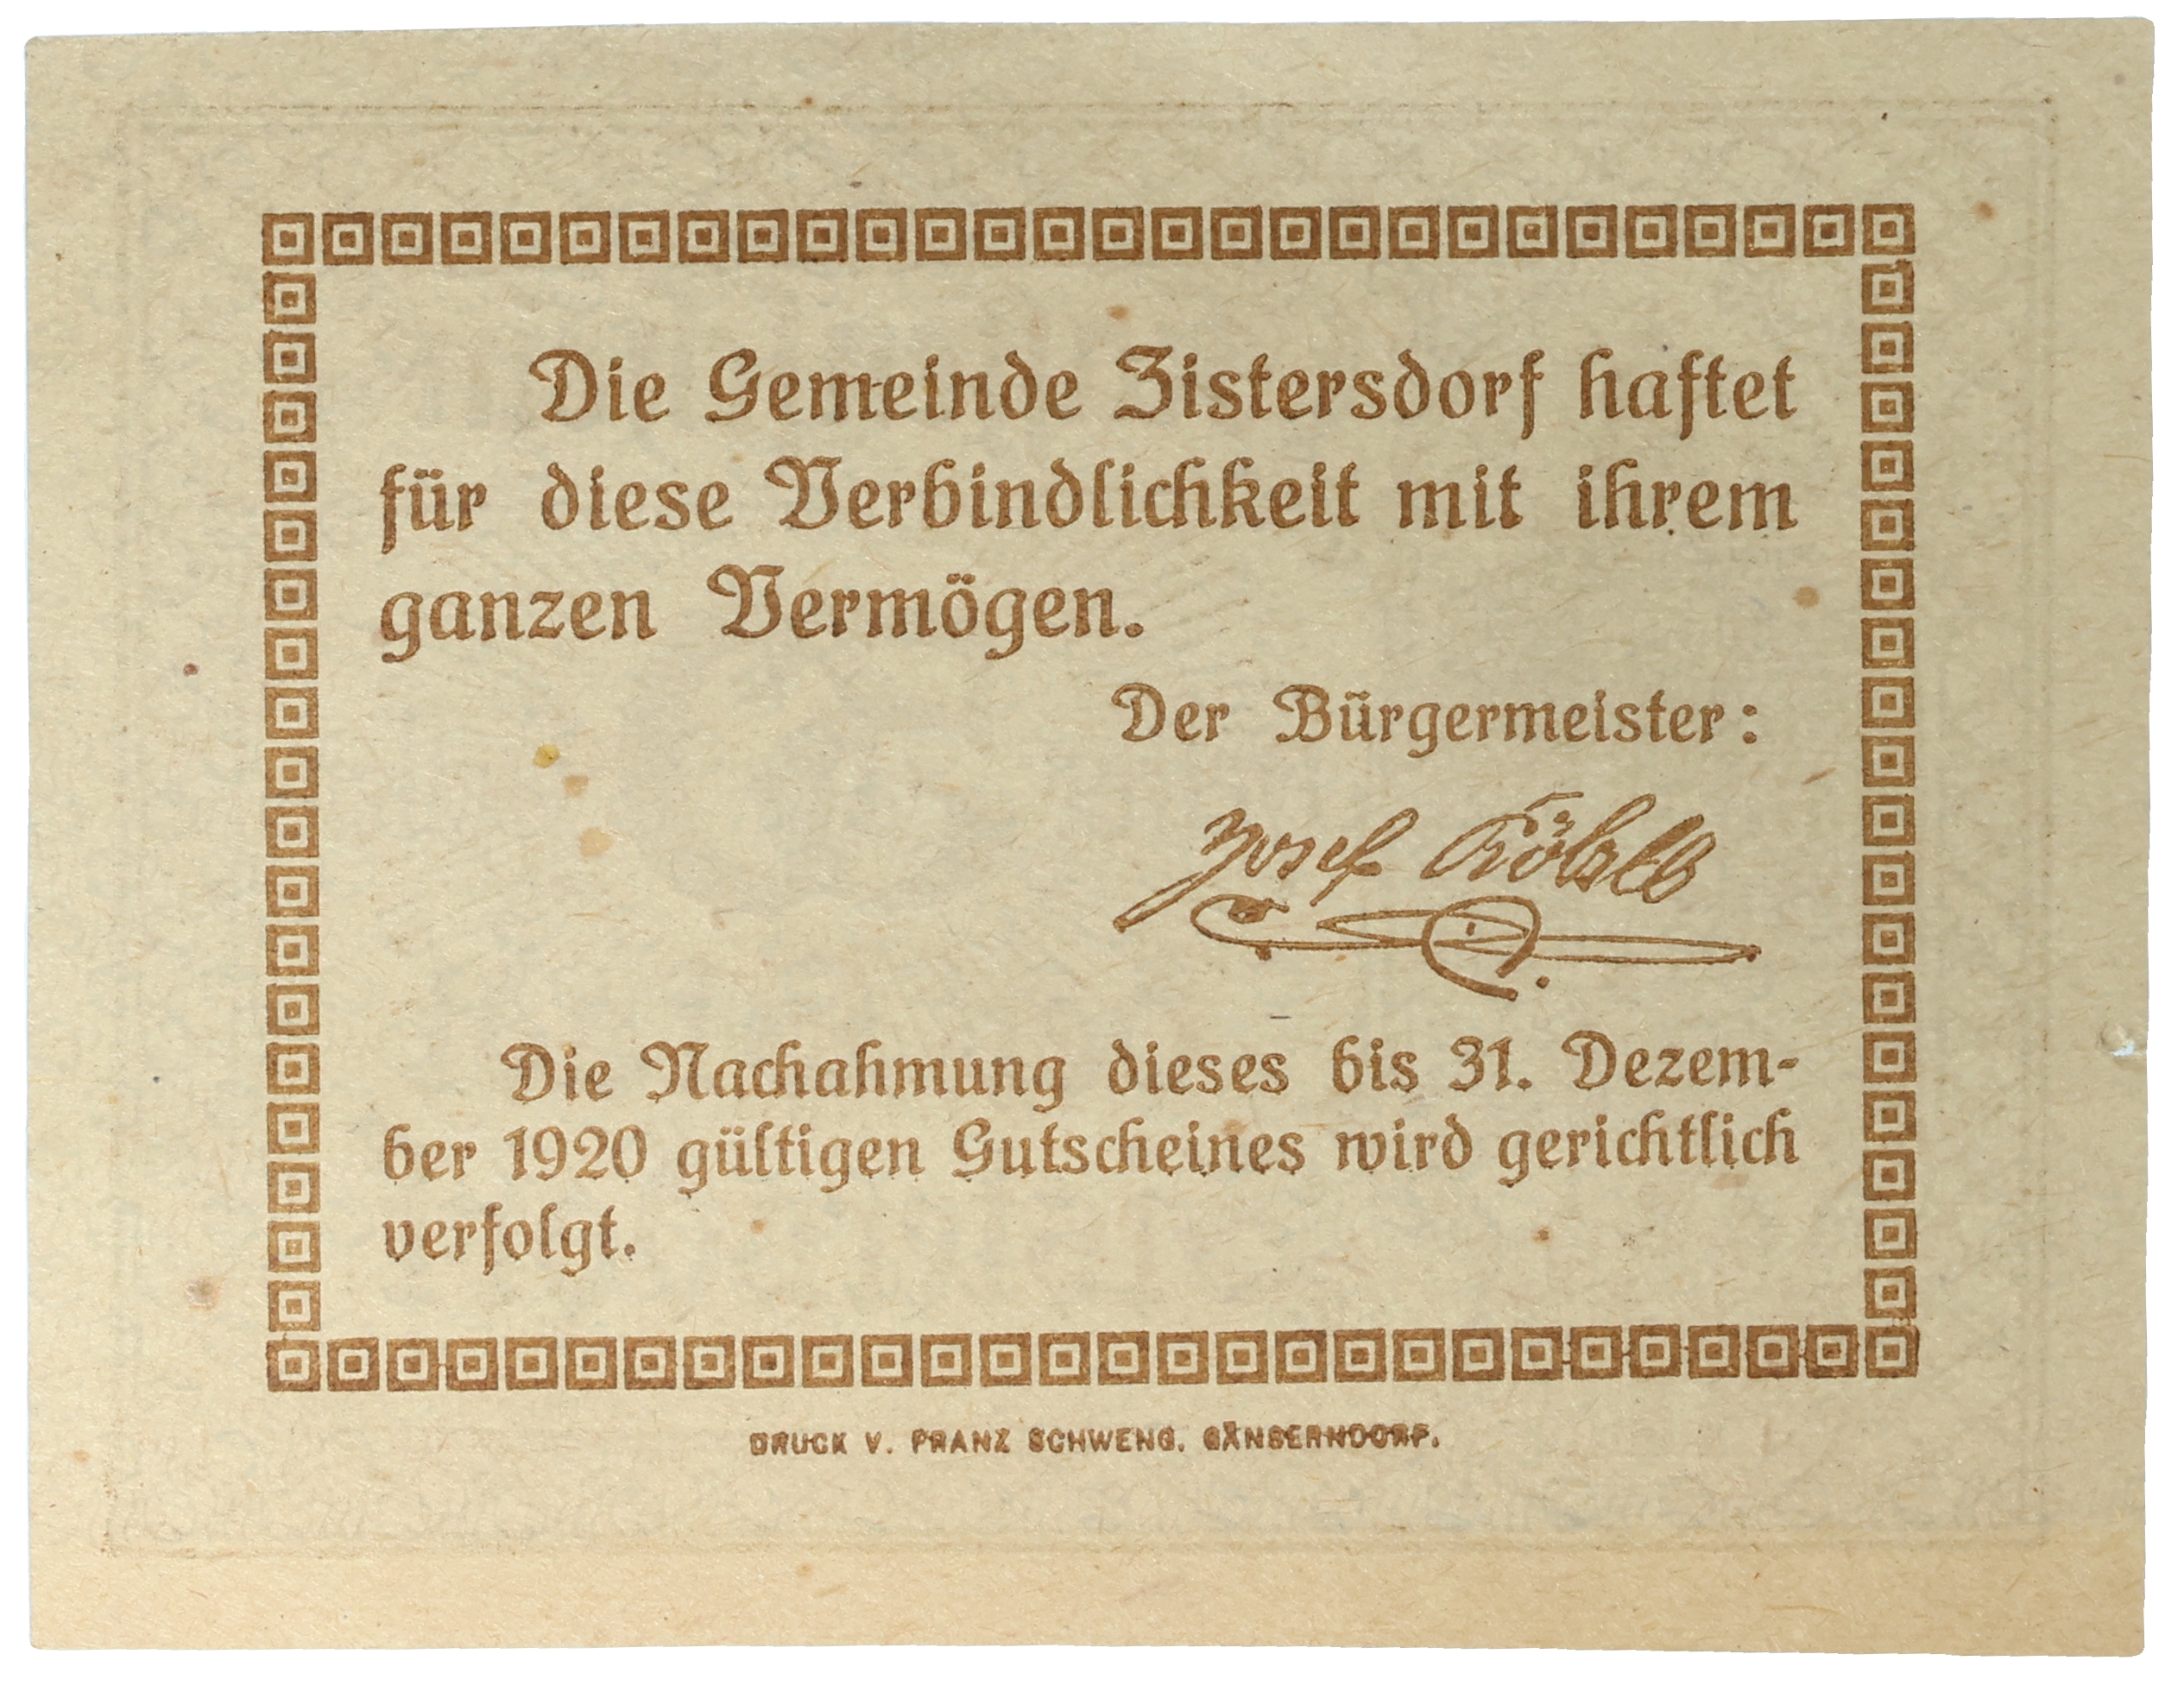 Die Gemeinde Zistersdorf haftet
für diese Verbindlichkeit mit ihrem
ganzen Vermögen.
Der Bürgermeister:
Josef
Die Nachahmung dieses bis 31. Dezem-
ber 1920 gültigen Gutscheines wird gerichtlich
verfolgt.
DRUCK V. FRANZ SCHWENG, GÄNSERNDORF.